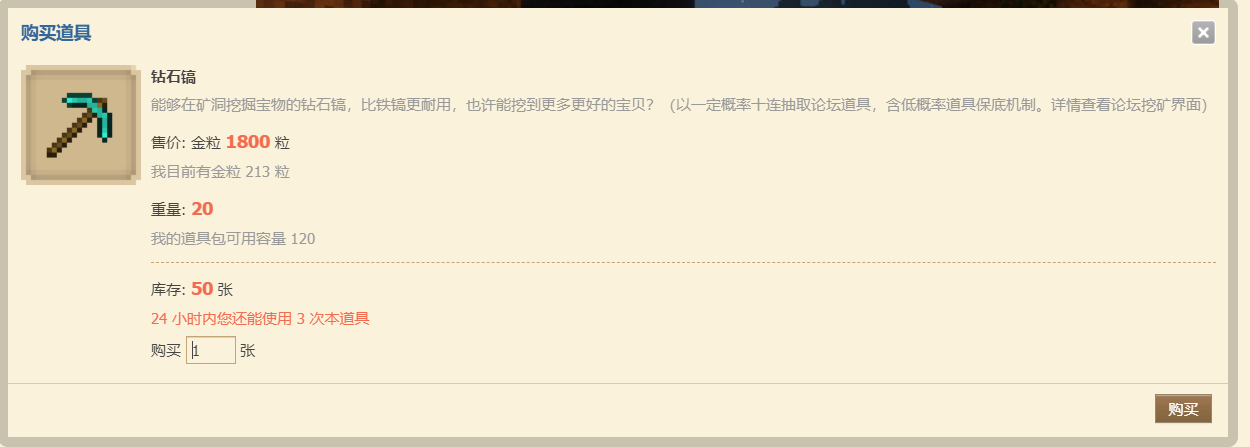 购买道具
钻石镐
能够在矿洞挖掘宝物的钻石镐，比铁镐更耐用，也许能挖到更多更好的宝贝？（以一定概率十连抽取论坛道具，含低概率道具保底机制。详情查看论坛挖矿界面）
售价: 金粒 1800 粒
我目前有金粒 213 粒
重量: 20
我的道具包可用容量 120
库存: 50 张
24 小时内您还能使用 3 次本道具
购买 1 张
购买